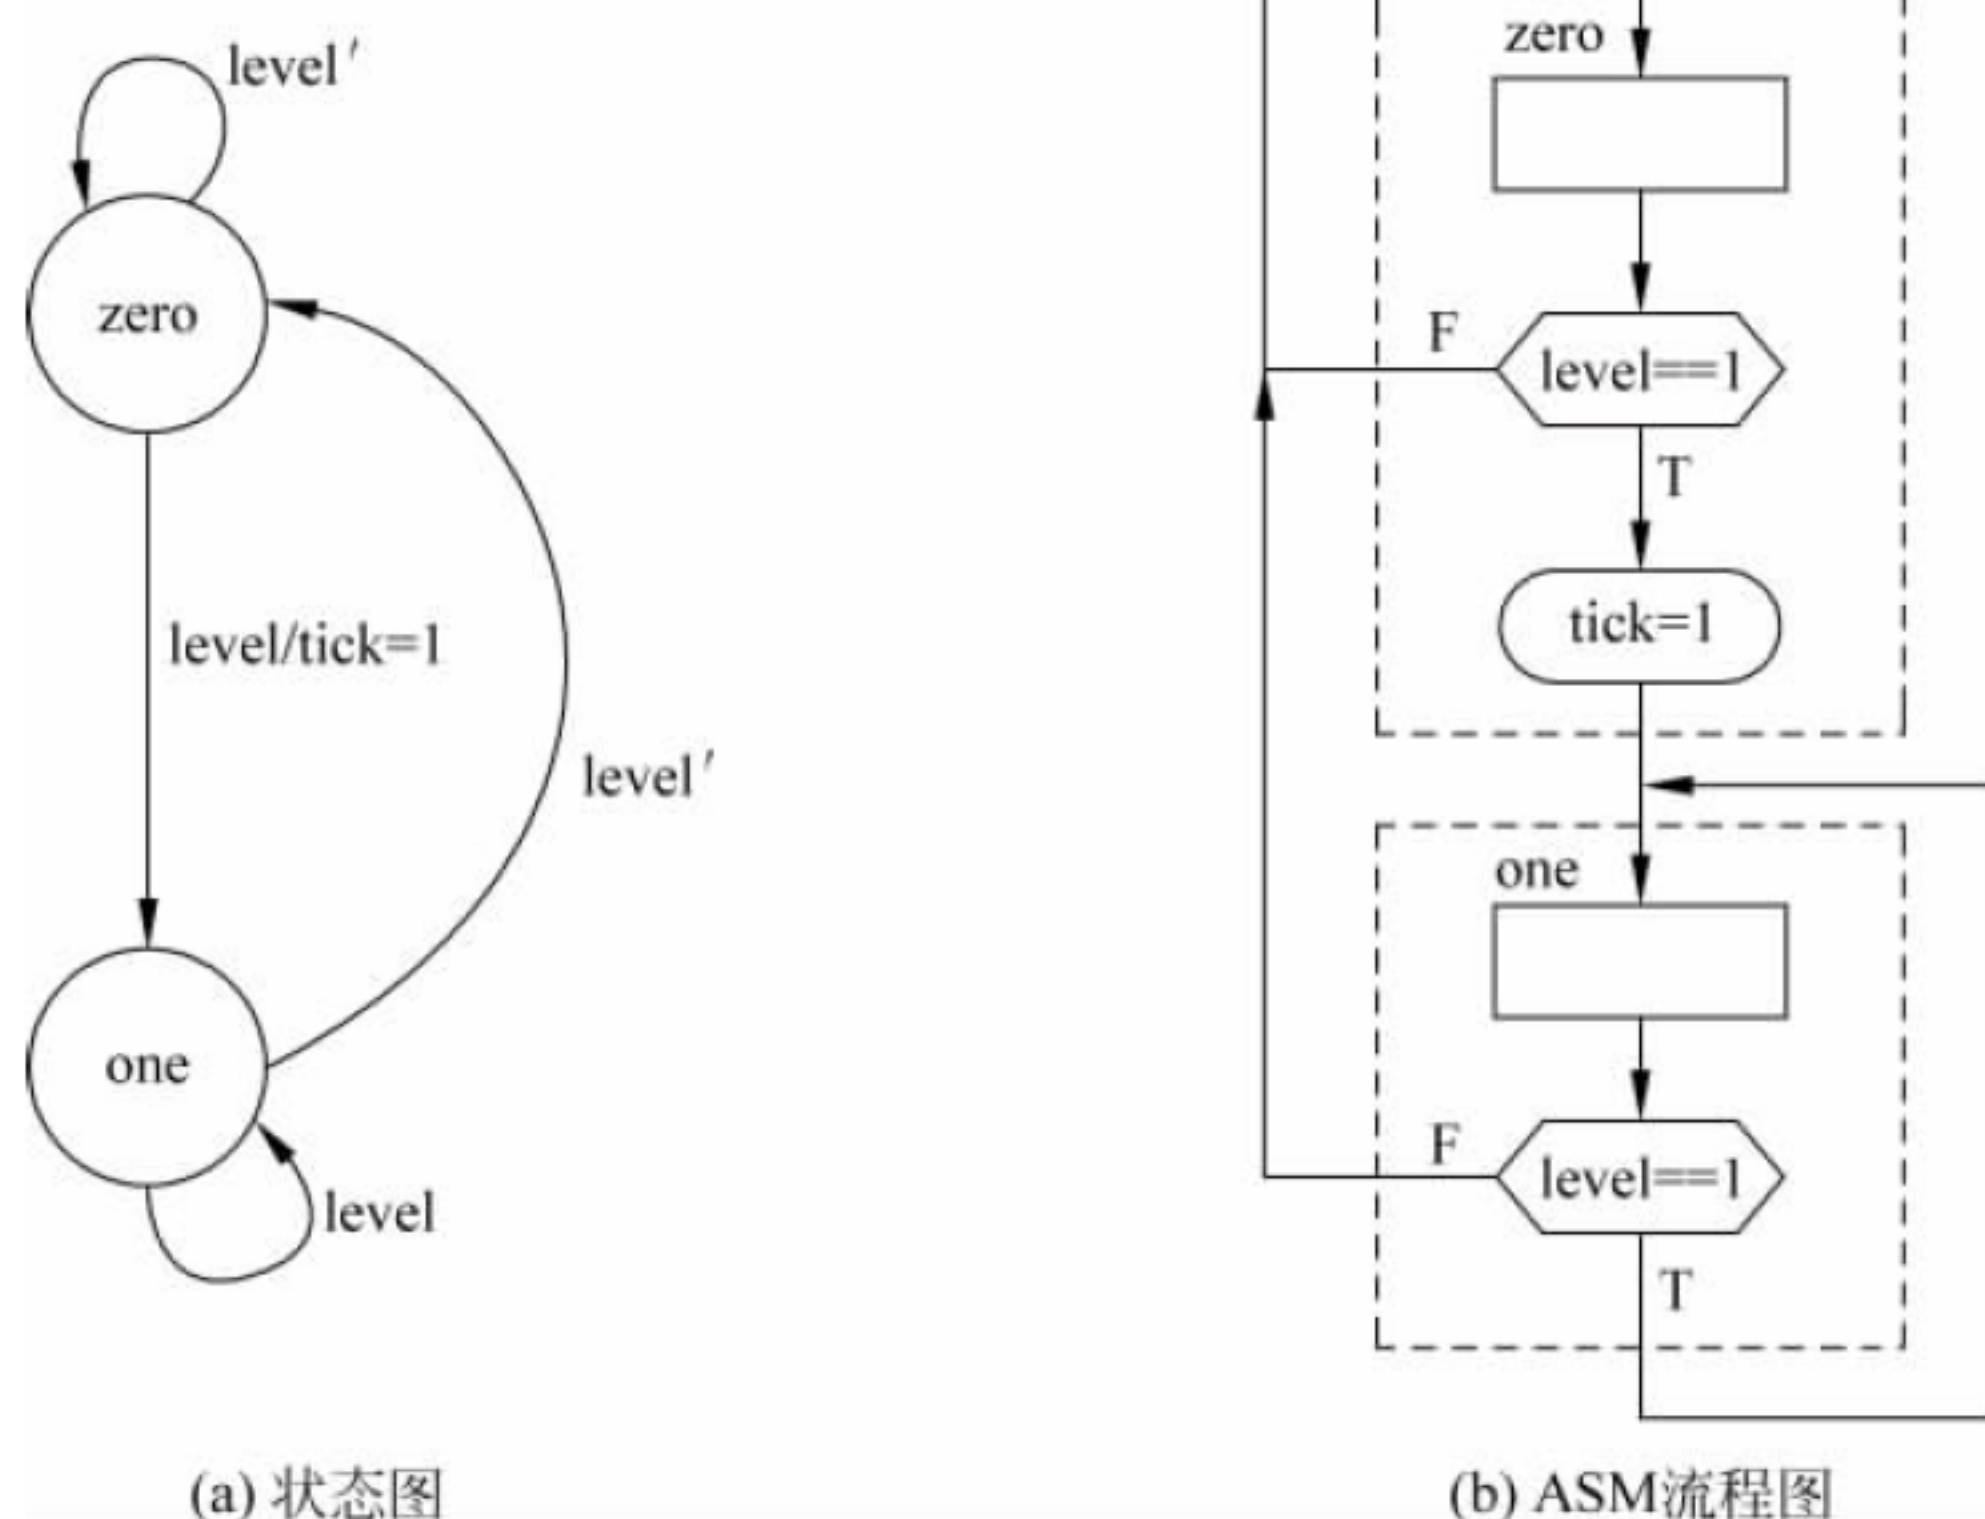 level′
zero
level/tick=1
level′
one
level
(a) 状态图
zero
F
level==1
T
tick=1
one
F
level==1
T
(b) ASM流程图